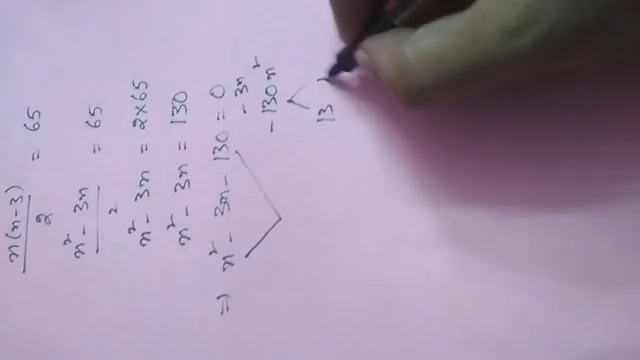 n(n-3)/2 = 65
n² - 3n/2 = 65
n² - 3n = 2×65
n² - 3n = 130
⇒ n² - 3n - 130 = 0
- 3n
- 130n²
13